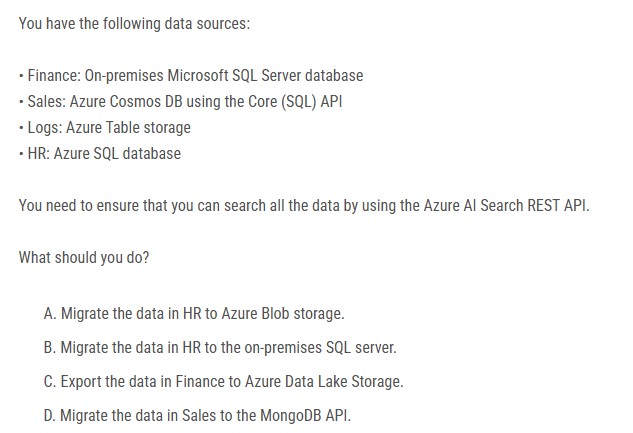 You have the following data sources:
• Finance: On-premises Microsoft SQL Server database
• Sales: Azure Cosmos DB using the Core (SQL) API
• Logs: Azure Table storage
• HR: Azure SQL database
You need to ensure that you can search all the data by using the Azure AI Search REST API.
What should you do?
A. Migrate the data in HR to Azure Blob storage.
B. Migrate the data in HR to the on-premises SQL server.
C. Export the data in Finance to Azure Data Lake Storage.
D. Migrate the data in Sales to the MongoDB API.